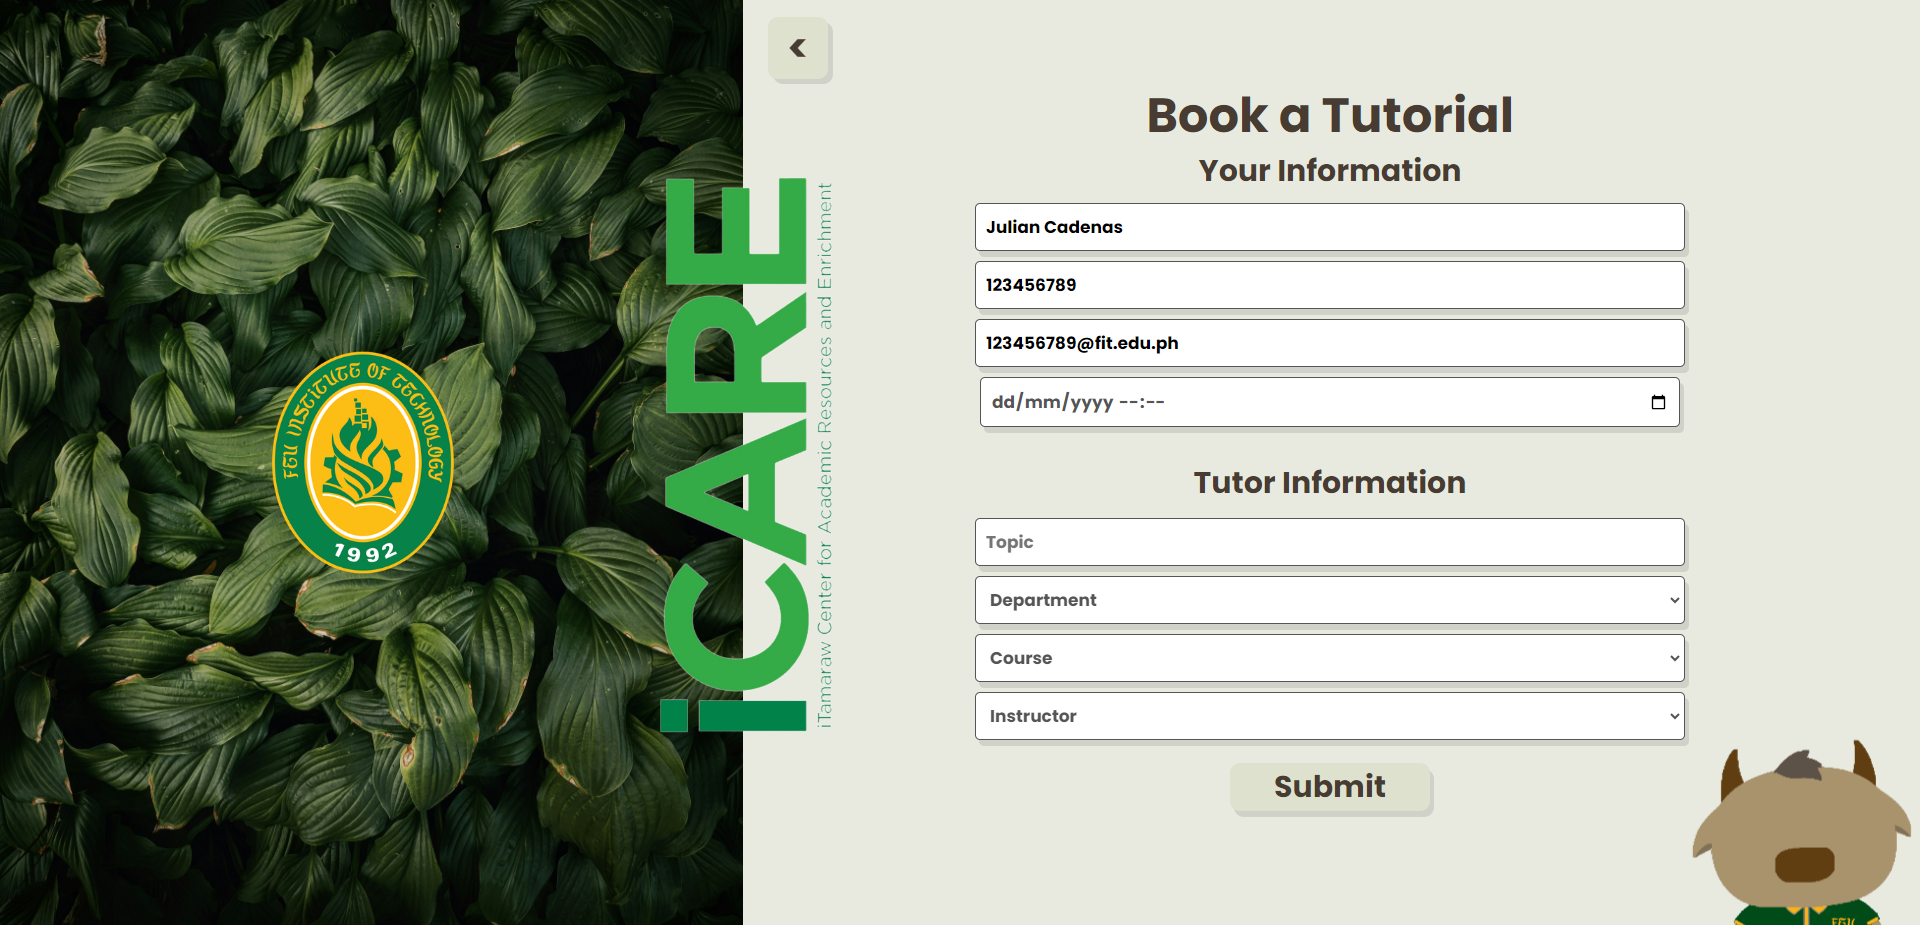 <
Book a Tutorial
Your Information
Julian Cadenas
123456789
123456789@fit.edu.ph
dd/mm/yyyy --:--
Tutor Information
Topic
Department
Course
Instructor
Submit
iCARE
iTamaraw Center for Academic Resources and Enrichment
FEU INSTITUTE OF TECHNOLOGY
1992
FEU